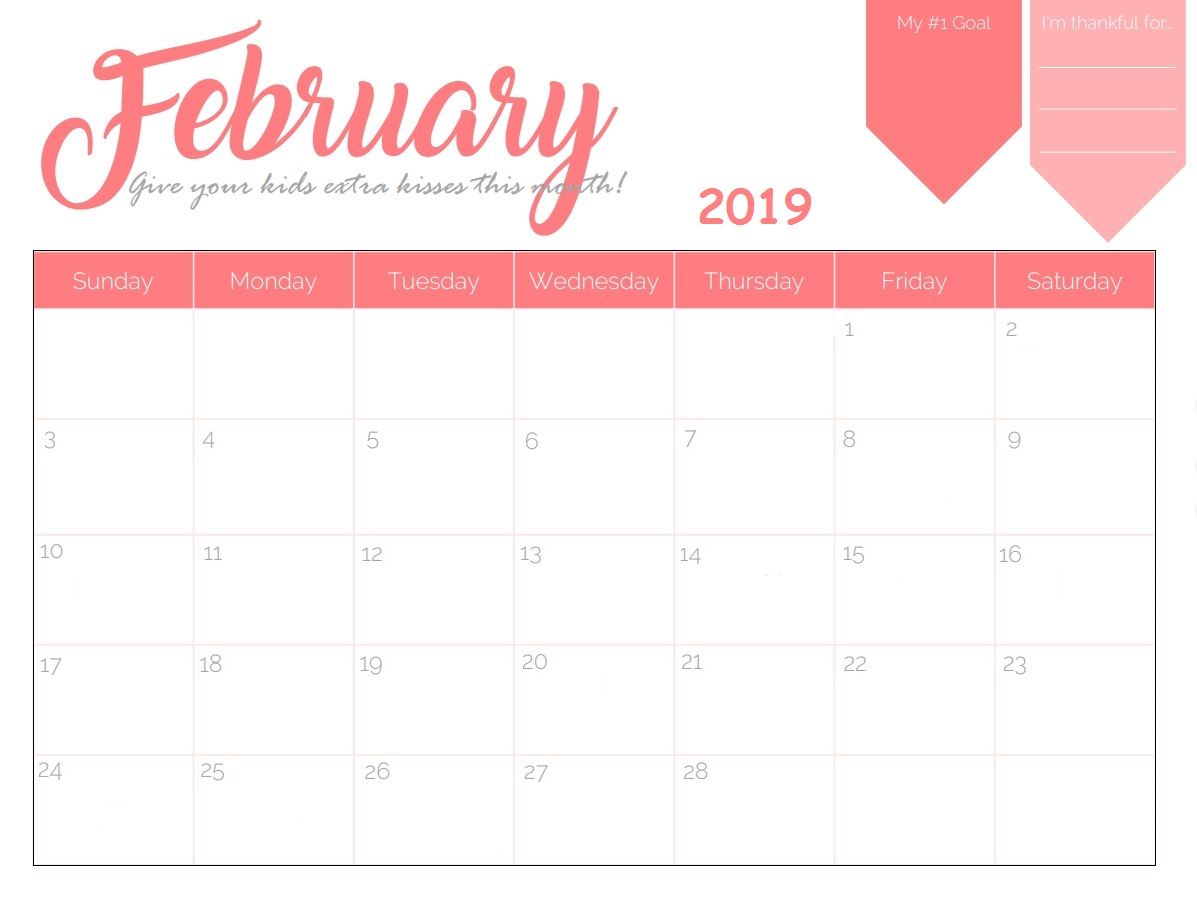 February
Give your kids extra kisses this month!
2019
My #1 Goal
I'm thankful for...
Sunday Monday Tuesday Wednesday Thursday Friday Saturday
1 2
3 4 5 6 7 8 9
10 11 12 13 14 15 16
17 18 19 20 21 22 23
24 25 26 27 28